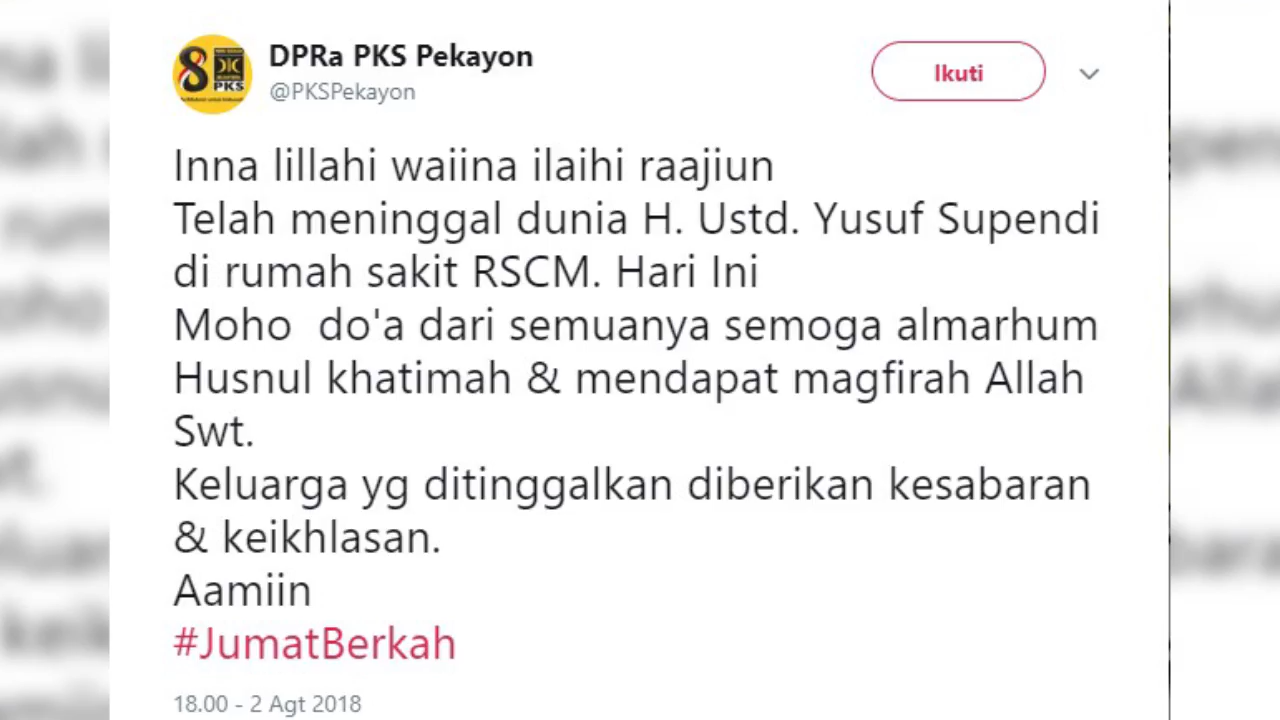 DPRa PKS Pekayon
@PKSPekayon
Ikuti
8 PKS
Inna lillahi waiina ilaihi raajiun
Telah meninggal dunia H. Ustd. Yusuf Supendi
di rumah sakit RSCM. Hari Ini
Moho  do'a dari semuanya semoga almarhum
Husnul khatimah & mendapat magfirah Allah
Swt.
Keluarga yg ditinggalkan diberikan kesabaran
& keikhlasan.
Aamiin
#JumatBerkah
18.00 - 2 Agt 2018